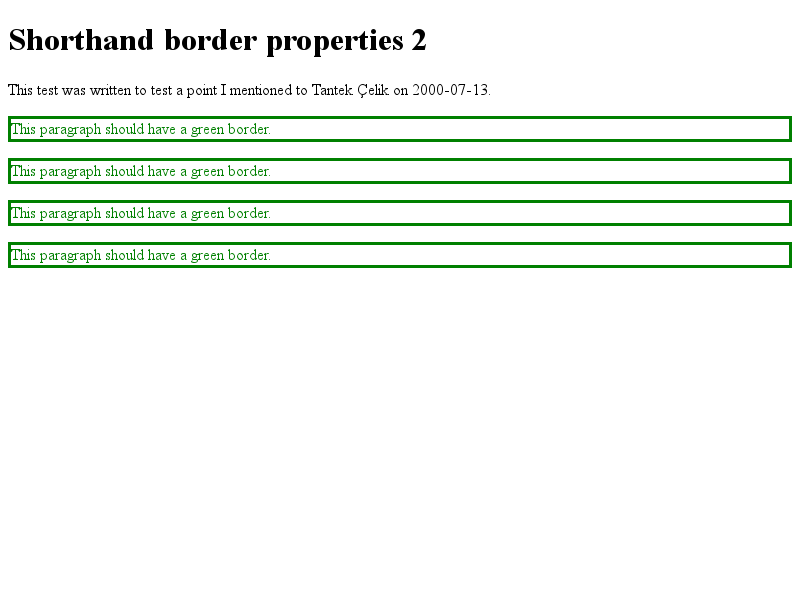 Shorthand border properties 2
This test was written to test a point I mentioned to Tantek Çelik on 2000-07-13.
This paragraph should have a green border.
This paragraph should have a green border.
This paragraph should have a green border.
This paragraph should have a green border.